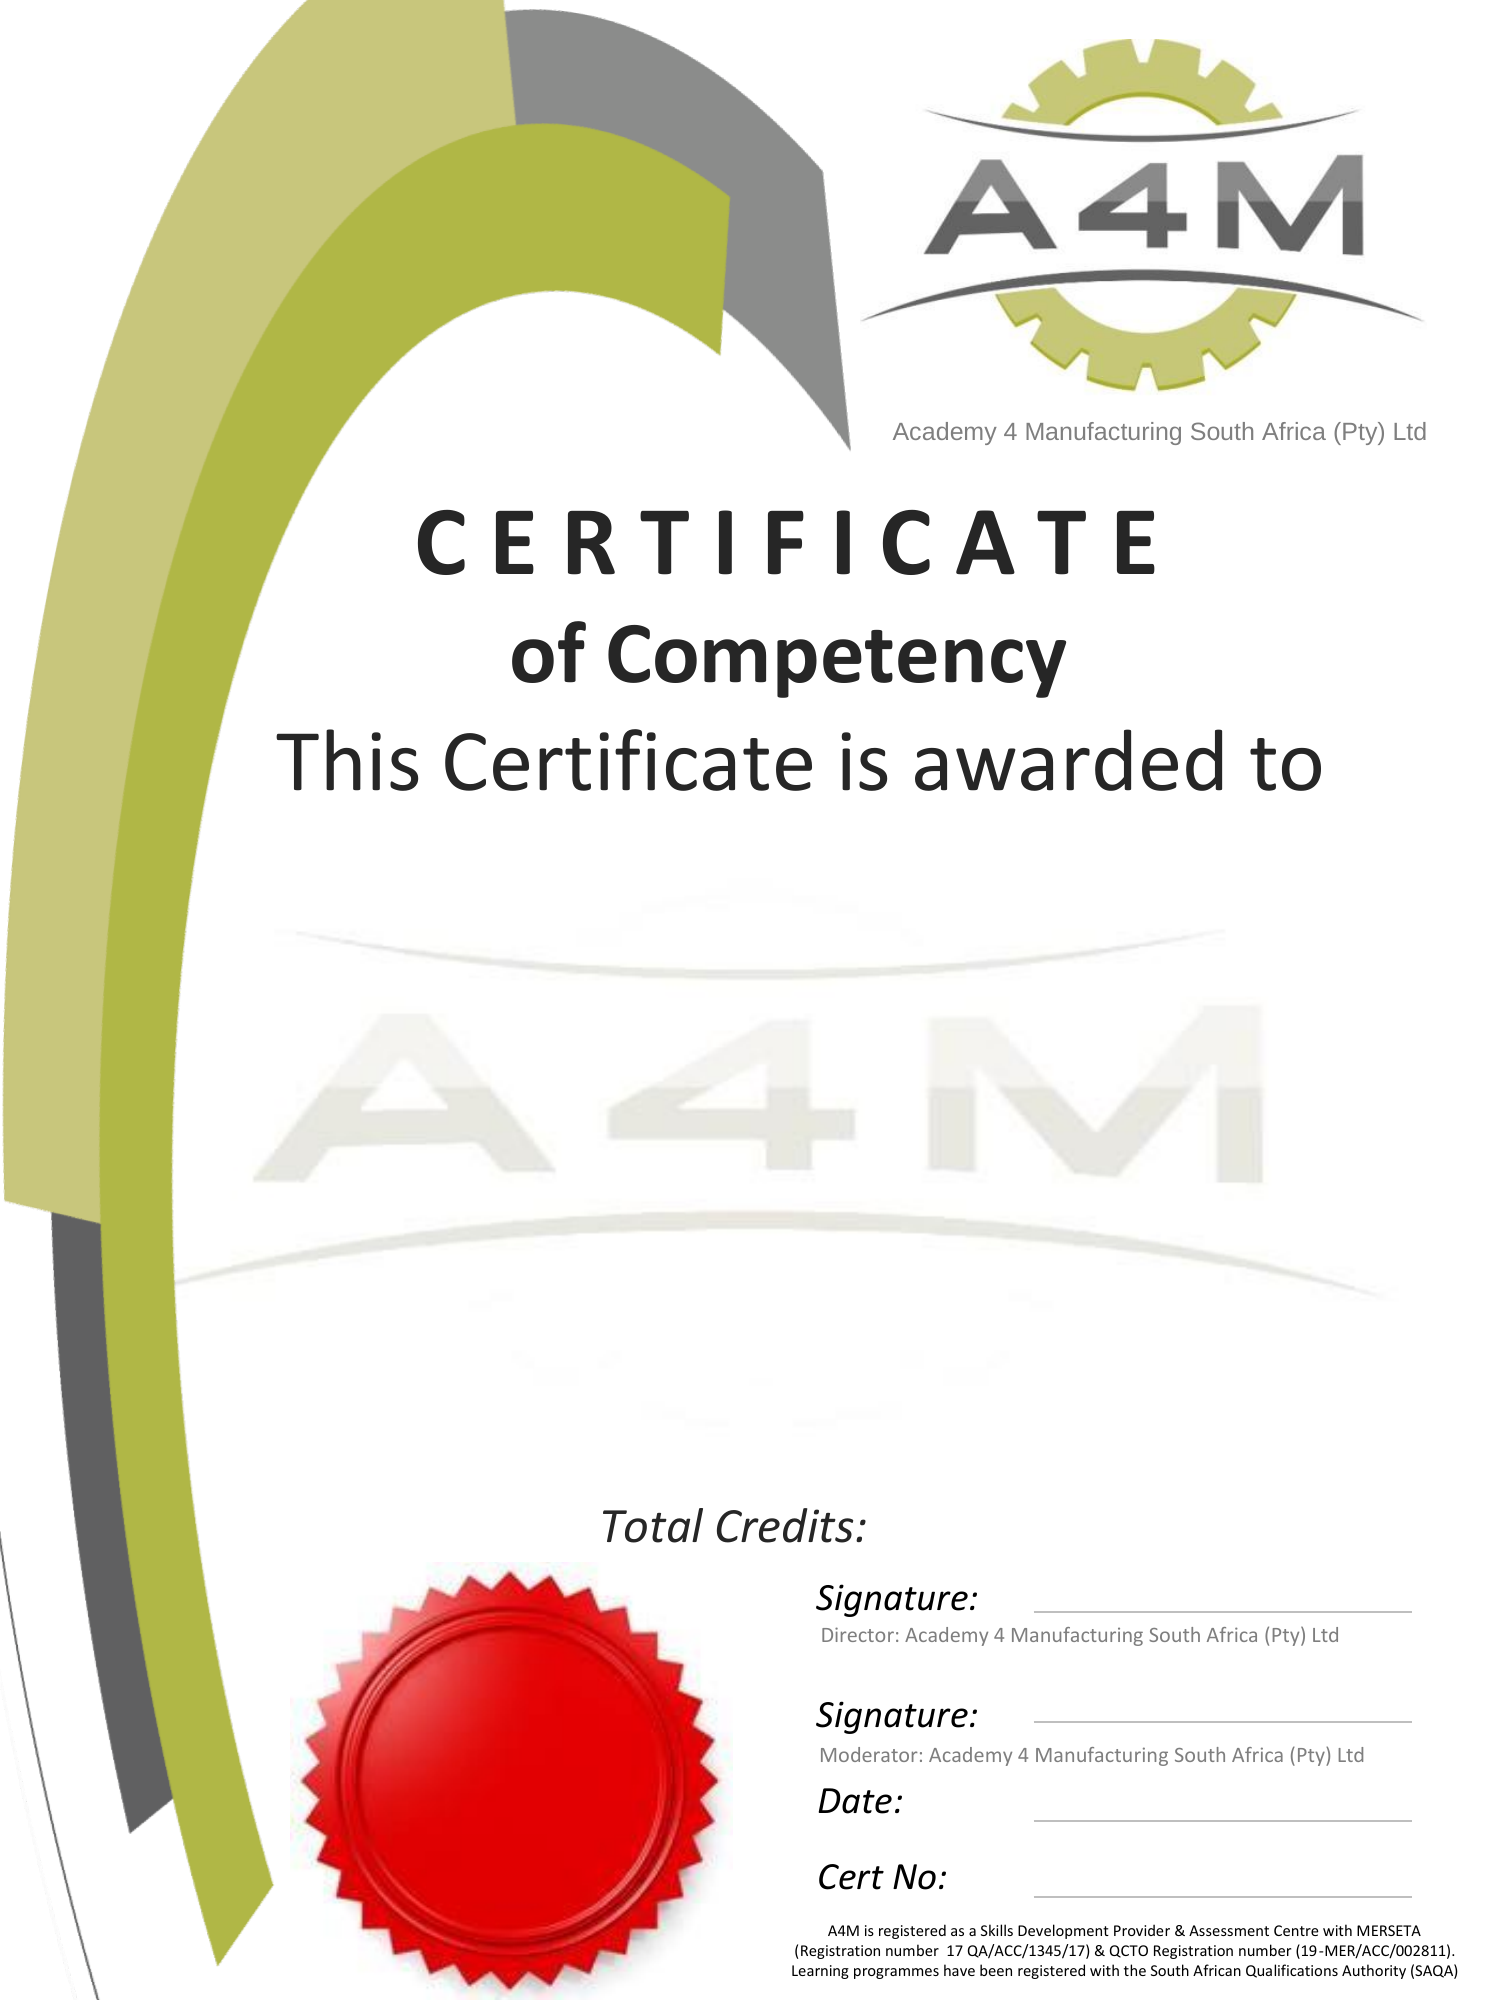 A4M
Academy 4 Manufacturing South Africa (Pty) Ltd
CERTIFICATE
of Competency
This Certificate is awarded to
A4M
Total Credits:
Signature:
Director: Academy 4 Manufacturing South Africa (Pty) Ltd
Signature:
Moderator: Academy 4 Manufacturing South Africa (Pty) Ltd
Date:
Cert No:
A4M is registered as a Skills Development Provider & Assessment Centre with MERSETA
(Registration number 17 QA/ACC/1345/17) & QCTO Registration number (19-MER/ACC/002811).
Learning programmes have been registered with the South African Qualifications Authority (SAQA)